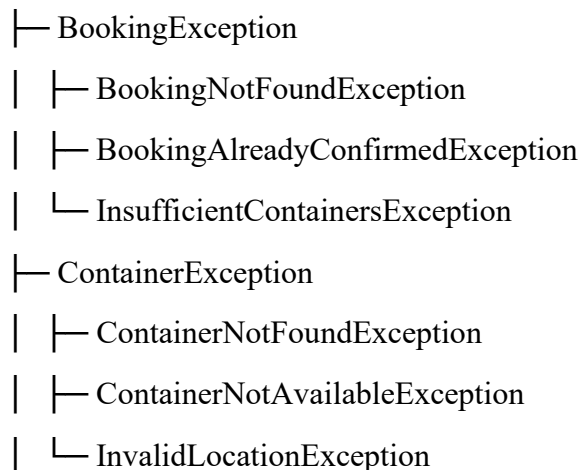 ├─ BookingException
│ ├─ BookingNotFoundException
│ ├─ BookingAlreadyConfirmedException
│ └─ InsufficientContainersException
├─ ContainerException
│ ├─ ContainerNotFoundException
│ ├─ ContainerNotAvailableException
│ └─ InvalidLocationException